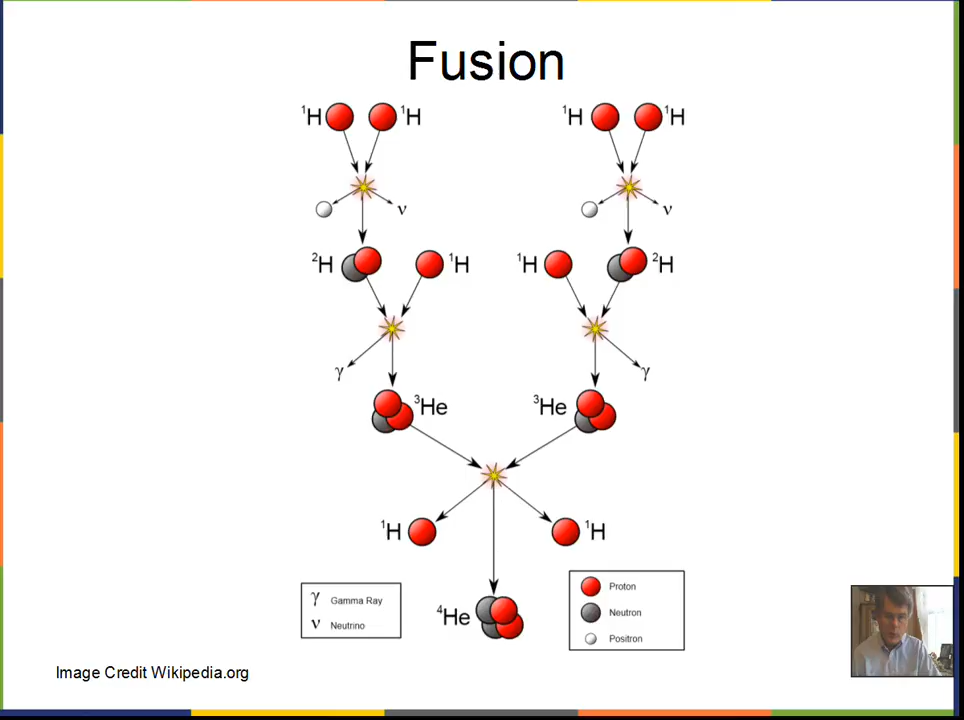 Fusion
¹H ¹H ¹H ¹H
ν ν
²H ¹H ¹H ²H
γ γ
³He ³He
¹H ¹H
γ Gamma Ray
ν Neutrino
⁴He
Proton
Neutron
Positron
Image Credit Wikipedia.org